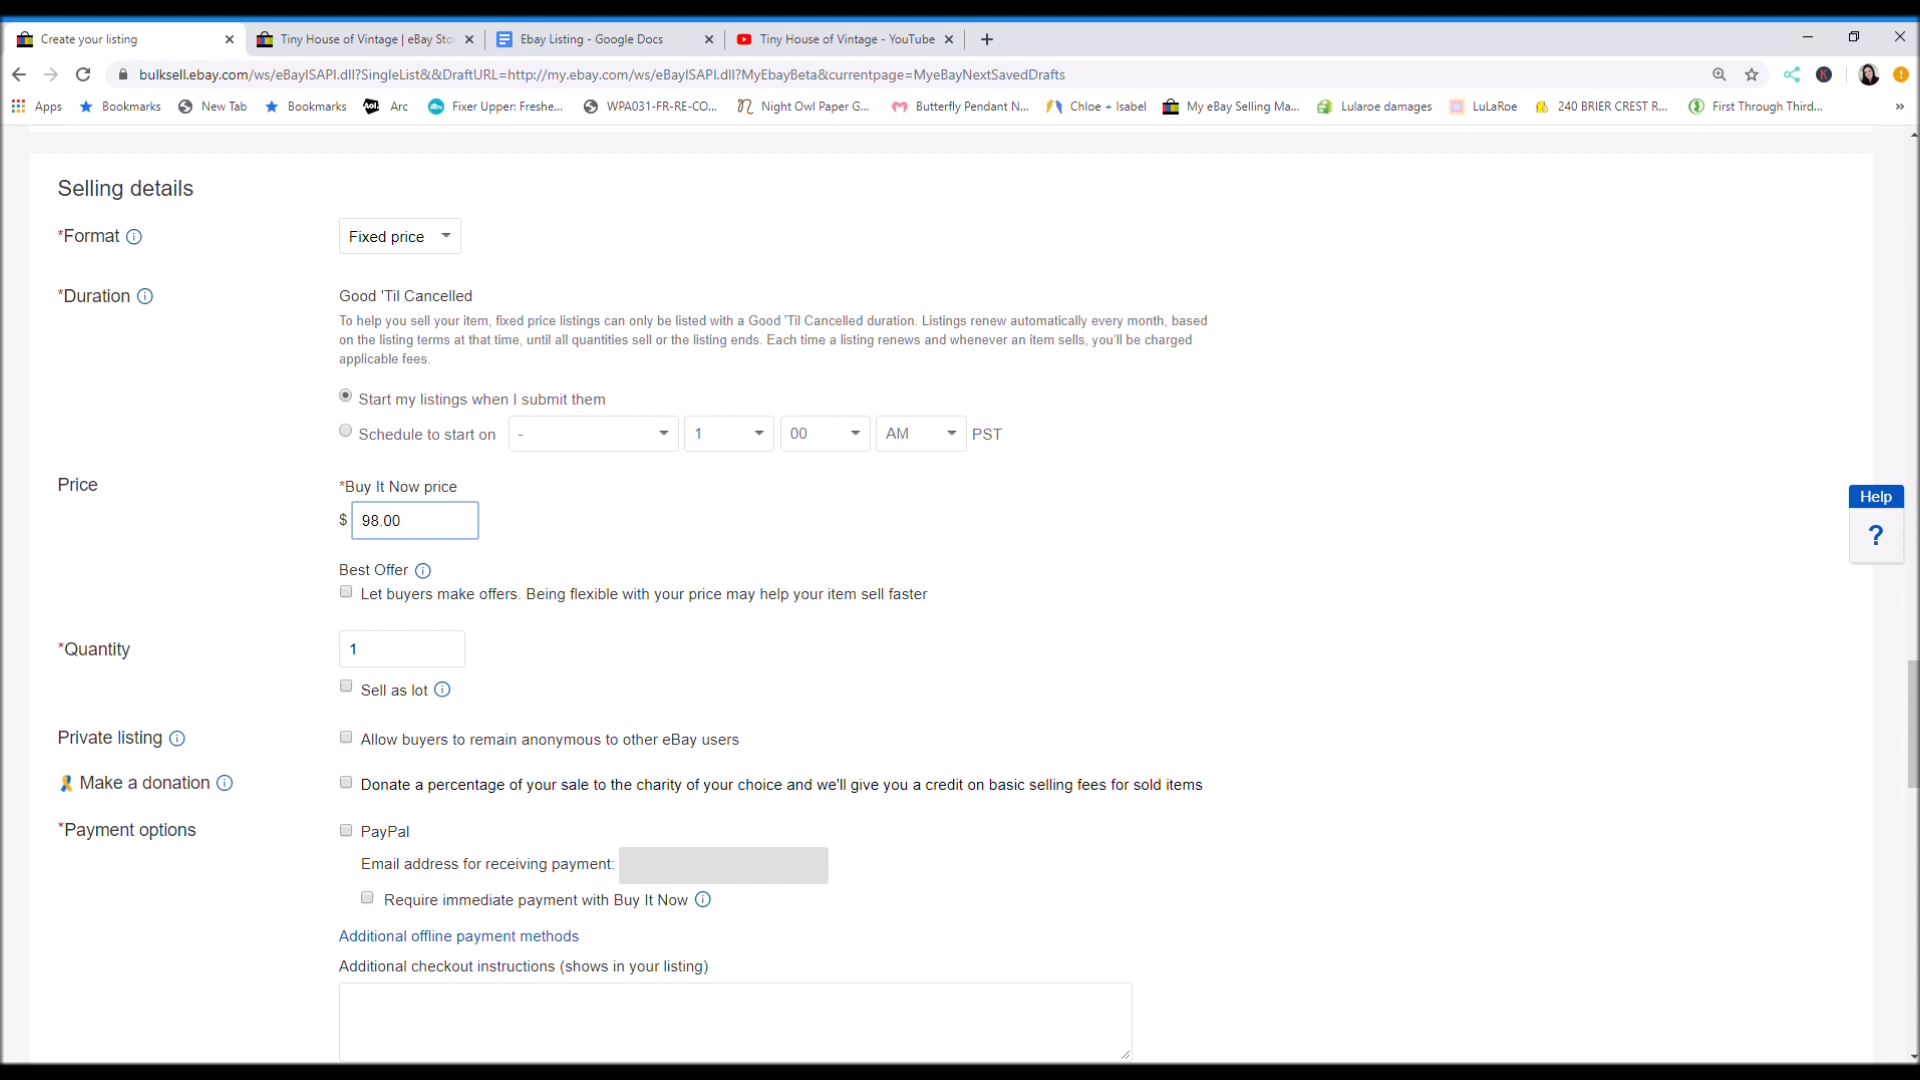 Create your listing
Tiny House of Vintage | eBay Sto
Ebay Listing - Google Docs
Tiny House of Vintage - YouTube
bulksell.ebay.com/ws/eBayISAPI.dll?SingleList&&DraftURL=http://my.ebay.com/ws/eBayISAPI.dll?MyEbayBeta&currentpage=MyeBayNextSavedDrafts
Apps
Bookmarks
New Tab
Bookmarks
Aol.
Arc
Fixer Upper: Freshe...
WPA031-FR-RE-CO...
Night Owl Paper G...
Butterfly Pendant N...
Chloe + Isabel
My eBay Selling Ma...
Lularoe damages
LuLaRoe
240 BRIER CREST R...
First Through Third...
»
Selling details
*Format
Fixed price
*Duration
Good 'Til Cancelled
To help you sell your item, fixed price listings can only be listed with a Good 'Til Cancelled duration. Listings renew automatically every month, based
on the listing terms at that time, until all quantities sell or the listing ends. Each time a listing renews and whenever an item sells, you'll be charged
applicable fees.
Start my listings when I submit them
Schedule to start on - 1 00 AM PST
Price
*Buy It Now price
$ 98.00
Help
?
Best Offer
Let buyers make offers. Being flexible with your price may help your item sell faster
*Quantity
1
Sell as lot
Private listing
Allow buyers to remain anonymous to other eBay users
Make a donation
Donate a percentage of your sale to the charity of your choice and we'll give you a credit on basic selling fees for sold items
*Payment options
PayPal
Email address for receiving payment:
Require immediate payment with Buy It Now
Additional offline payment methods
Additional checkout instructions (shows in your listing)